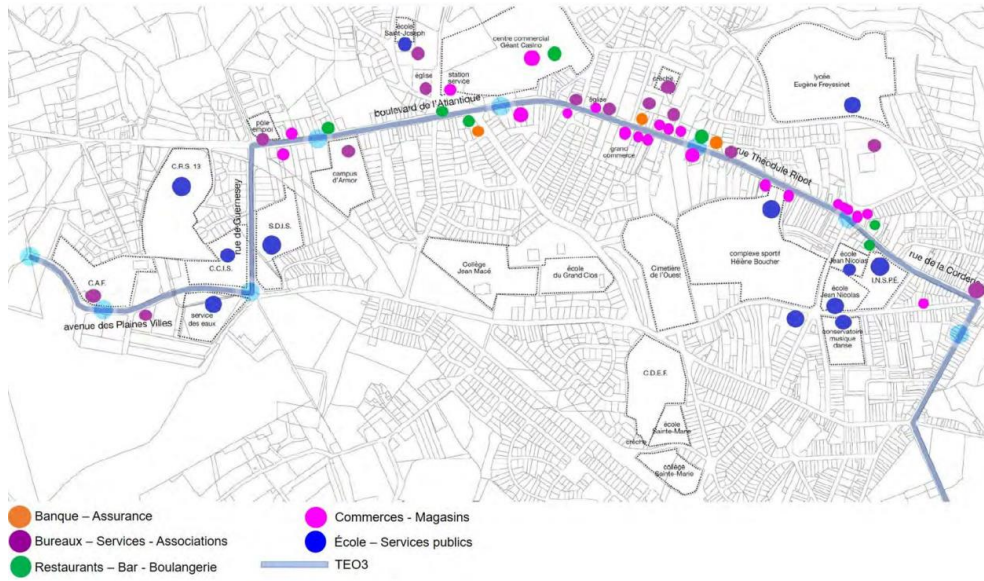 école
Saint-Joseph
centre commercial
Géant Casino
église
station
service
crèche
lycée
Eugène Freyssinet
boulevard de l'Atlantique
église
pôle
emploi
grand
commerce
rue Théodule Ribot
campus
d'Armor
C.R.S. 13
rue de Guernesey
S.D.I.S.
C.C.I.S.
Collège
Jean Macé
école
du Grand Clos
Cimetière
de l'Ouest
complexe sportif
Hélène Boucher
école
Jean Nicolas
I.N.S.P.E.
rue de la Corderie
C.A.F.
école
Jean Nicolas
avenue des Plaines Villes
service
des eaux
conservatoire
musique
danse
C.D.E.F.
école
Sainte-Marie
crèche
collège
Sainte-Marie
Banque – Assurance
Commerces - Magasins
Bureaux – Services - Associations
École – Services publics
Restaurants – Bar - Boulangerie
TEO3